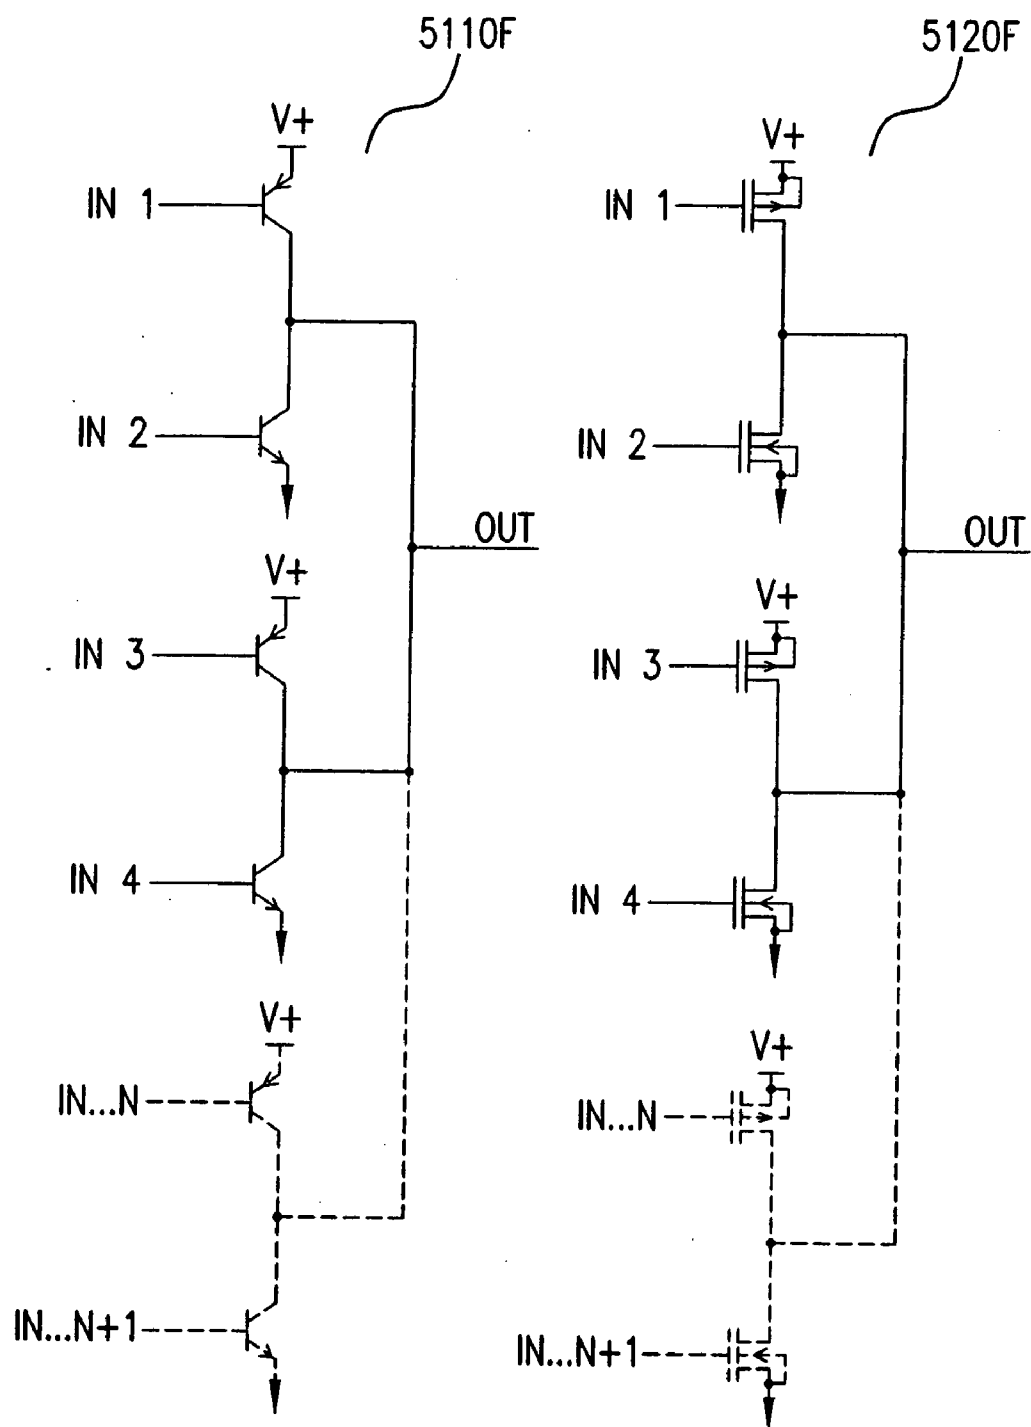 5110F
V+
IN 1
IN 2
OUT
V+
IN 3
IN 4
V+
IN...N
IN...N+1
5120F
V+
IN 1
IN 2
OUT
V+
IN 3
IN 4
V+
IN...N
IN...N+1